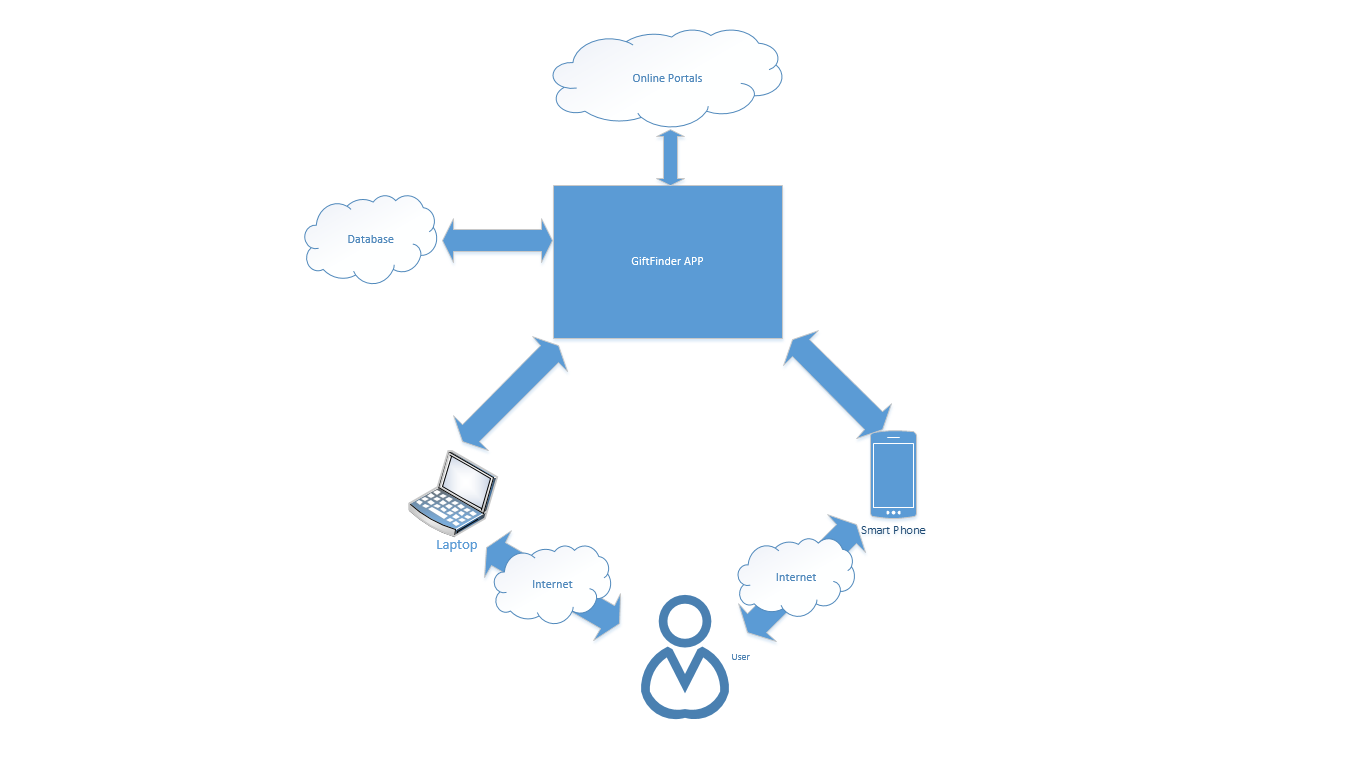 Online Portals
Database
GiftFinder APP
Laptop
Smart Phone
Internet
Internet
User